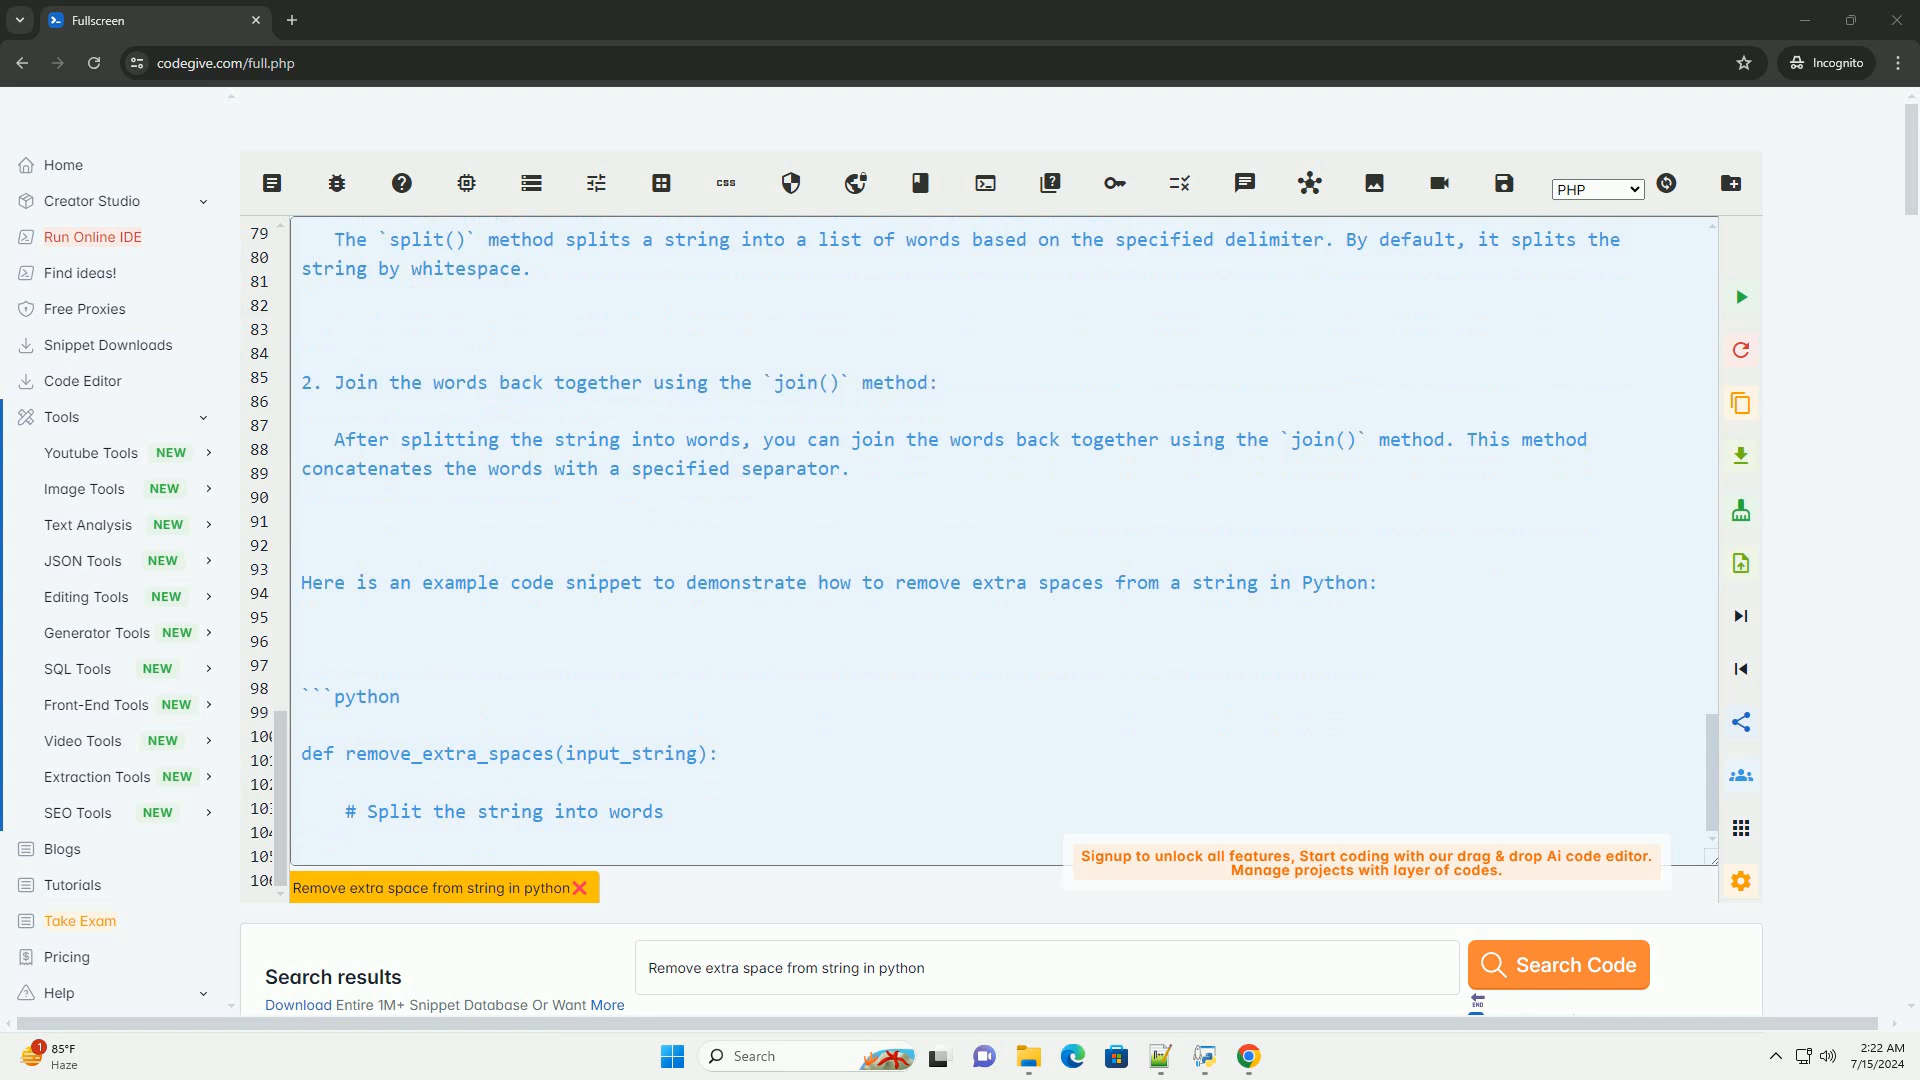 Fullscreen
codegive.com/full.php
Incognito
Home
Creator Studio
Run Online IDE
Find ideas!
Free Proxies
Snippet Downloads
Code Editor
Tools
Youtube Tools NEW
Image Tools NEW
Text Analysis NEW
JSON Tools NEW
Editing Tools NEW
Generator Tools NEW
SQL Tools NEW
Front-End Tools NEW
Video Tools NEW
Extraction Tools NEW
SEO Tools NEW
Blogs
Tutorials
Take Exam
Pricing
Help
CSS
PHP
79
80
81
82
83
84
85
86
87
88
89
90
91
92
93
94
95
96
97
98
99
The `split()` method splits a string into a list of words based on the specified delimiter. By default, it splits the
string by whitespace.
2. Join the words back together using the `join()` method:
After splitting the string into words, you can join the words back together using the `join()` method. This method
concatenates the words with a specified separator.
Here is an example code snippet to demonstrate how to remove extra spaces from a string in Python:
```python
def remove_extra_spaces(input_string):
# Split the string into words
Signup to unlock all features, Start coding with our drag & drop Ai code editor.
Manage projects with layer of codes.
Remove extra space from string in python
Search results
Download Entire 1M+ Snippet Database Or Want More
Remove extra space from string in python
Search Code
END
1
85°F
Haze
Search
2:22 AM
7/15/2024